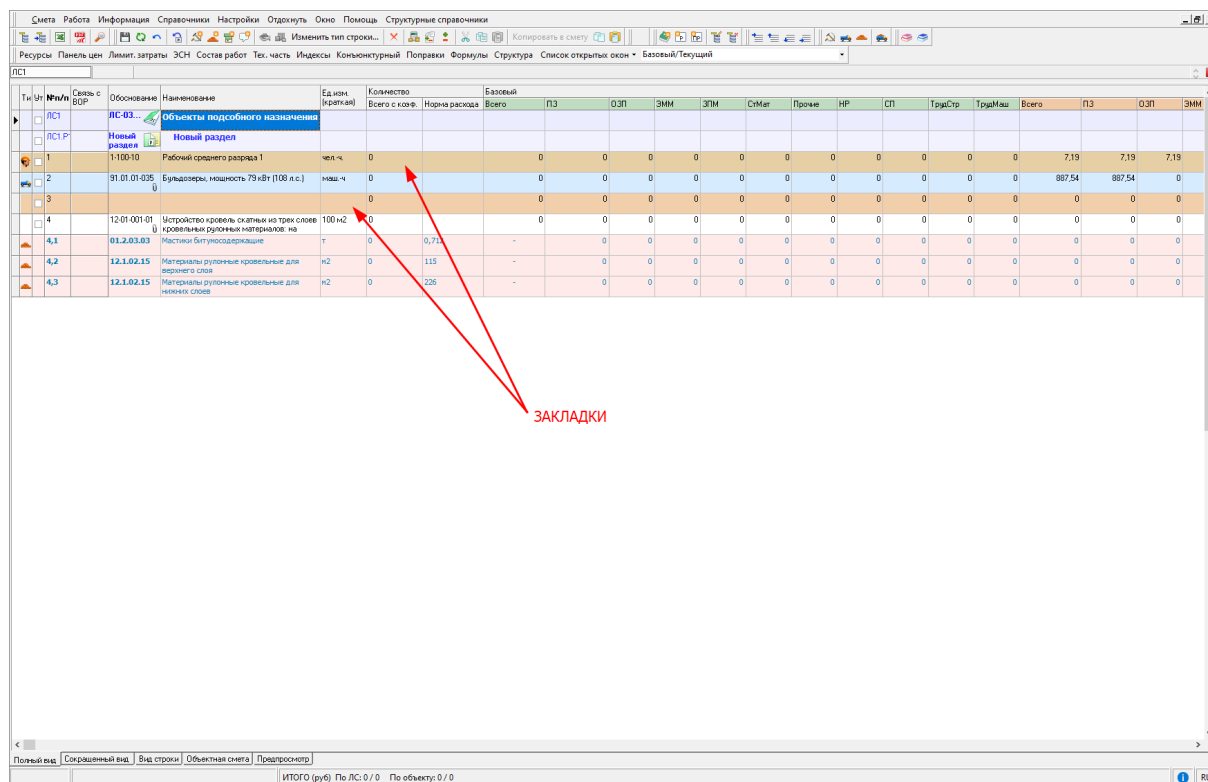 Смета Работа Информация Справочники Настройки Отдохнуть Окно Помощь Структурные справочники
Изменить тип строки... Копировать в смету
Ресурсы Панель цен Лимит. затраты ЭСН Состав работ Тех. часть Индексы Конъюнктурный Поправки Формулы Структура Список открытых окон Базовый/Текущий
ЛС1
Ти Уп №п/п Связь с ВОР Обоснование Наименование Ед.изм. (краткая) Количество Базовый
Всего с коэф. Норма расхода Всего ПЗ ОЗП ЭММ ЗПМ СтМат Прочие НР СП ТрудСтр ТрудМаш Всего ПЗ ОЗП ЭММ
ЛС1 ЛС-03... Объекты подсобного назначения
ЛС1.Р Новый раздел Новый раздел
1 1-100-10 Рабочий среднего разряда 1 чел.-ч. 0 0 0 0 0 0 0 0 0 0 0 0 7,19 7,19 7,19
2 91.01.01-035 Бульдозеры, мощность 79 кВт (108 л.с.) маш.-ч 0 0 0 0 0 0 0 0 0 0 0 0 887,54 887,54 0
3 0 0 0 0 0 0 0 0 0 0 0 0 0 0 0
4 12-01-001-01 Устройство кровель скатных из трех слоев 100 м2 0 0 0 0 0 0 0 0 0 0 0 0 0 0 0
кровельных рулонных материалов: на
4,1 01.2.03.03 Мастики битумосодержащие т 0 0,712 - 0 0 0 0 0 0 0 0 0 0 0 0 0
4,2 12.1.02.15 Материалы рулонные кровельные для м2 0 115 - 0 0 0 0 0 0 0 0 0 0 0 0 0
верхнего слоя
4,3 12.1.02.15 Материалы рулонные кровельные для м2 0 226 - 0 0 0 0 0 0 0 0 0 0 0 0 0
нижних слоев
ЗАКЛАДКИ
Полный вид Сокращенный вид Вид строки Объектная смета Предпросмотр
ИТОГО (руб) По ЛС: 0 / 0 По объекту: 0 / 0